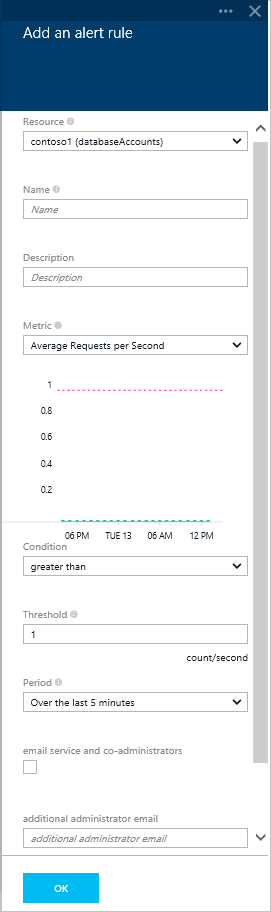 Add an alert rule
Resource
contoso1 (databaseAccounts)
Name
Name
Description
Description
Metric
Average Requests per Second
1
0.8
0.6
0.4
0.2
06 PM TUE 13 06 AM 12 PM
Condition
greater than
Threshold
1
count/second
Period
Over the last 5 minutes
email service and co-administrators
additional administrator email
additional administrator email
OK